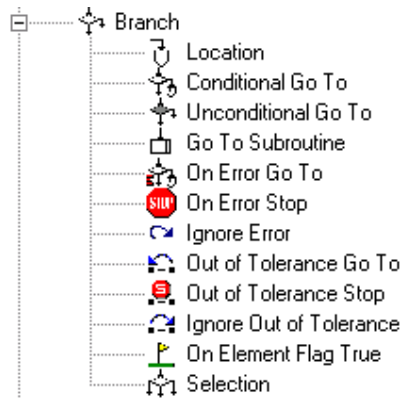 Branch
Location
Conditional Go To
Unconditional Go To
Go To Subroutine
On Error Go To
STOP On Error Stop
Ignore Error
Out of Tolerance Go To
S Out of Tolerance Stop
Ignore Out of Tolerance
On Element Flag True
Selection